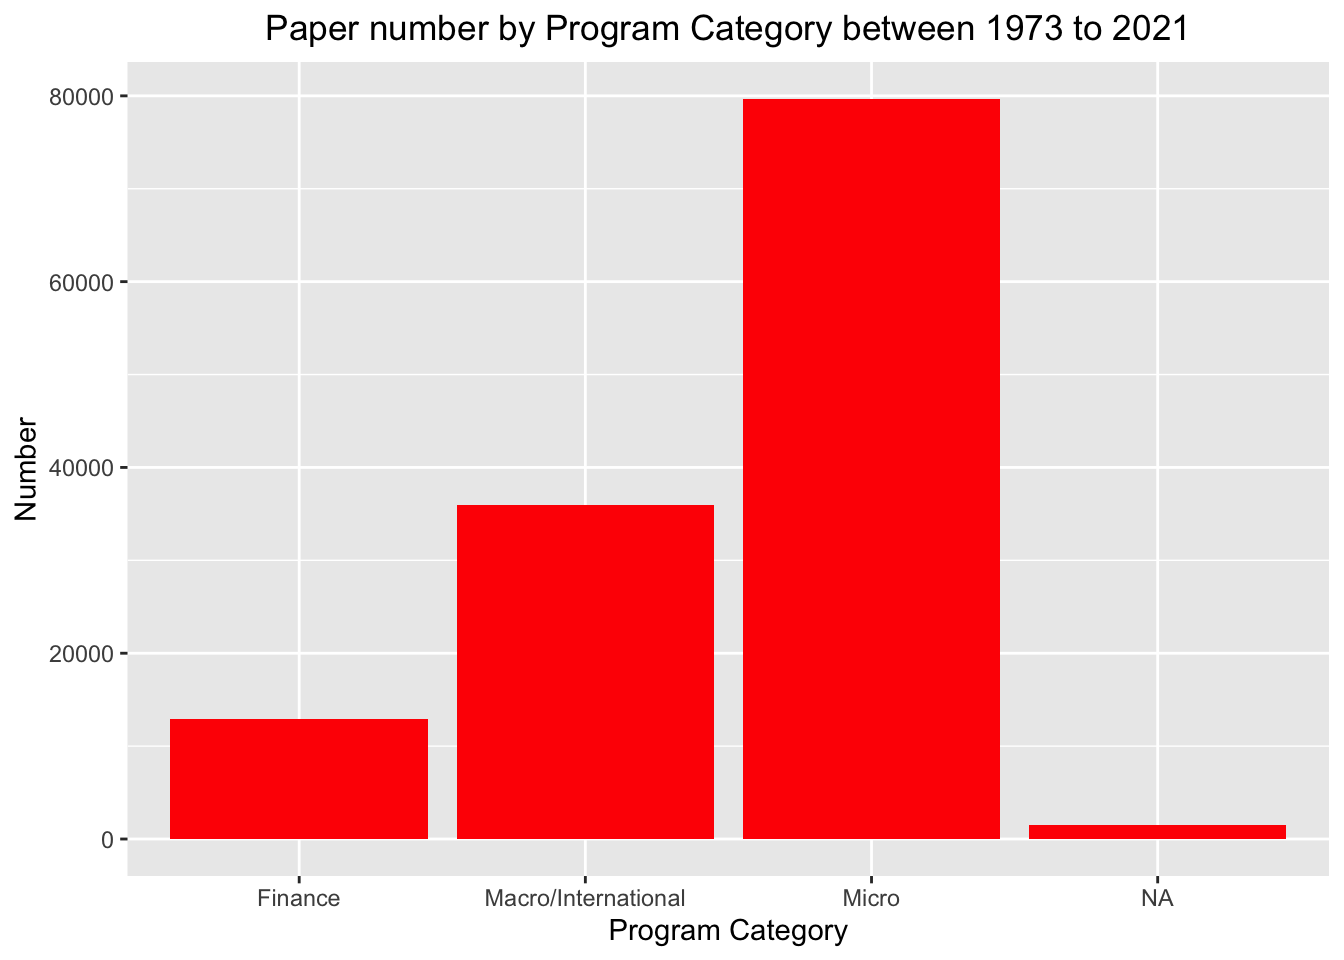 Paper number by Program Category between 1973 to 2021
Number
80000
60000
40000
20000
0
Finance Macro/International Micro NA
Program Category